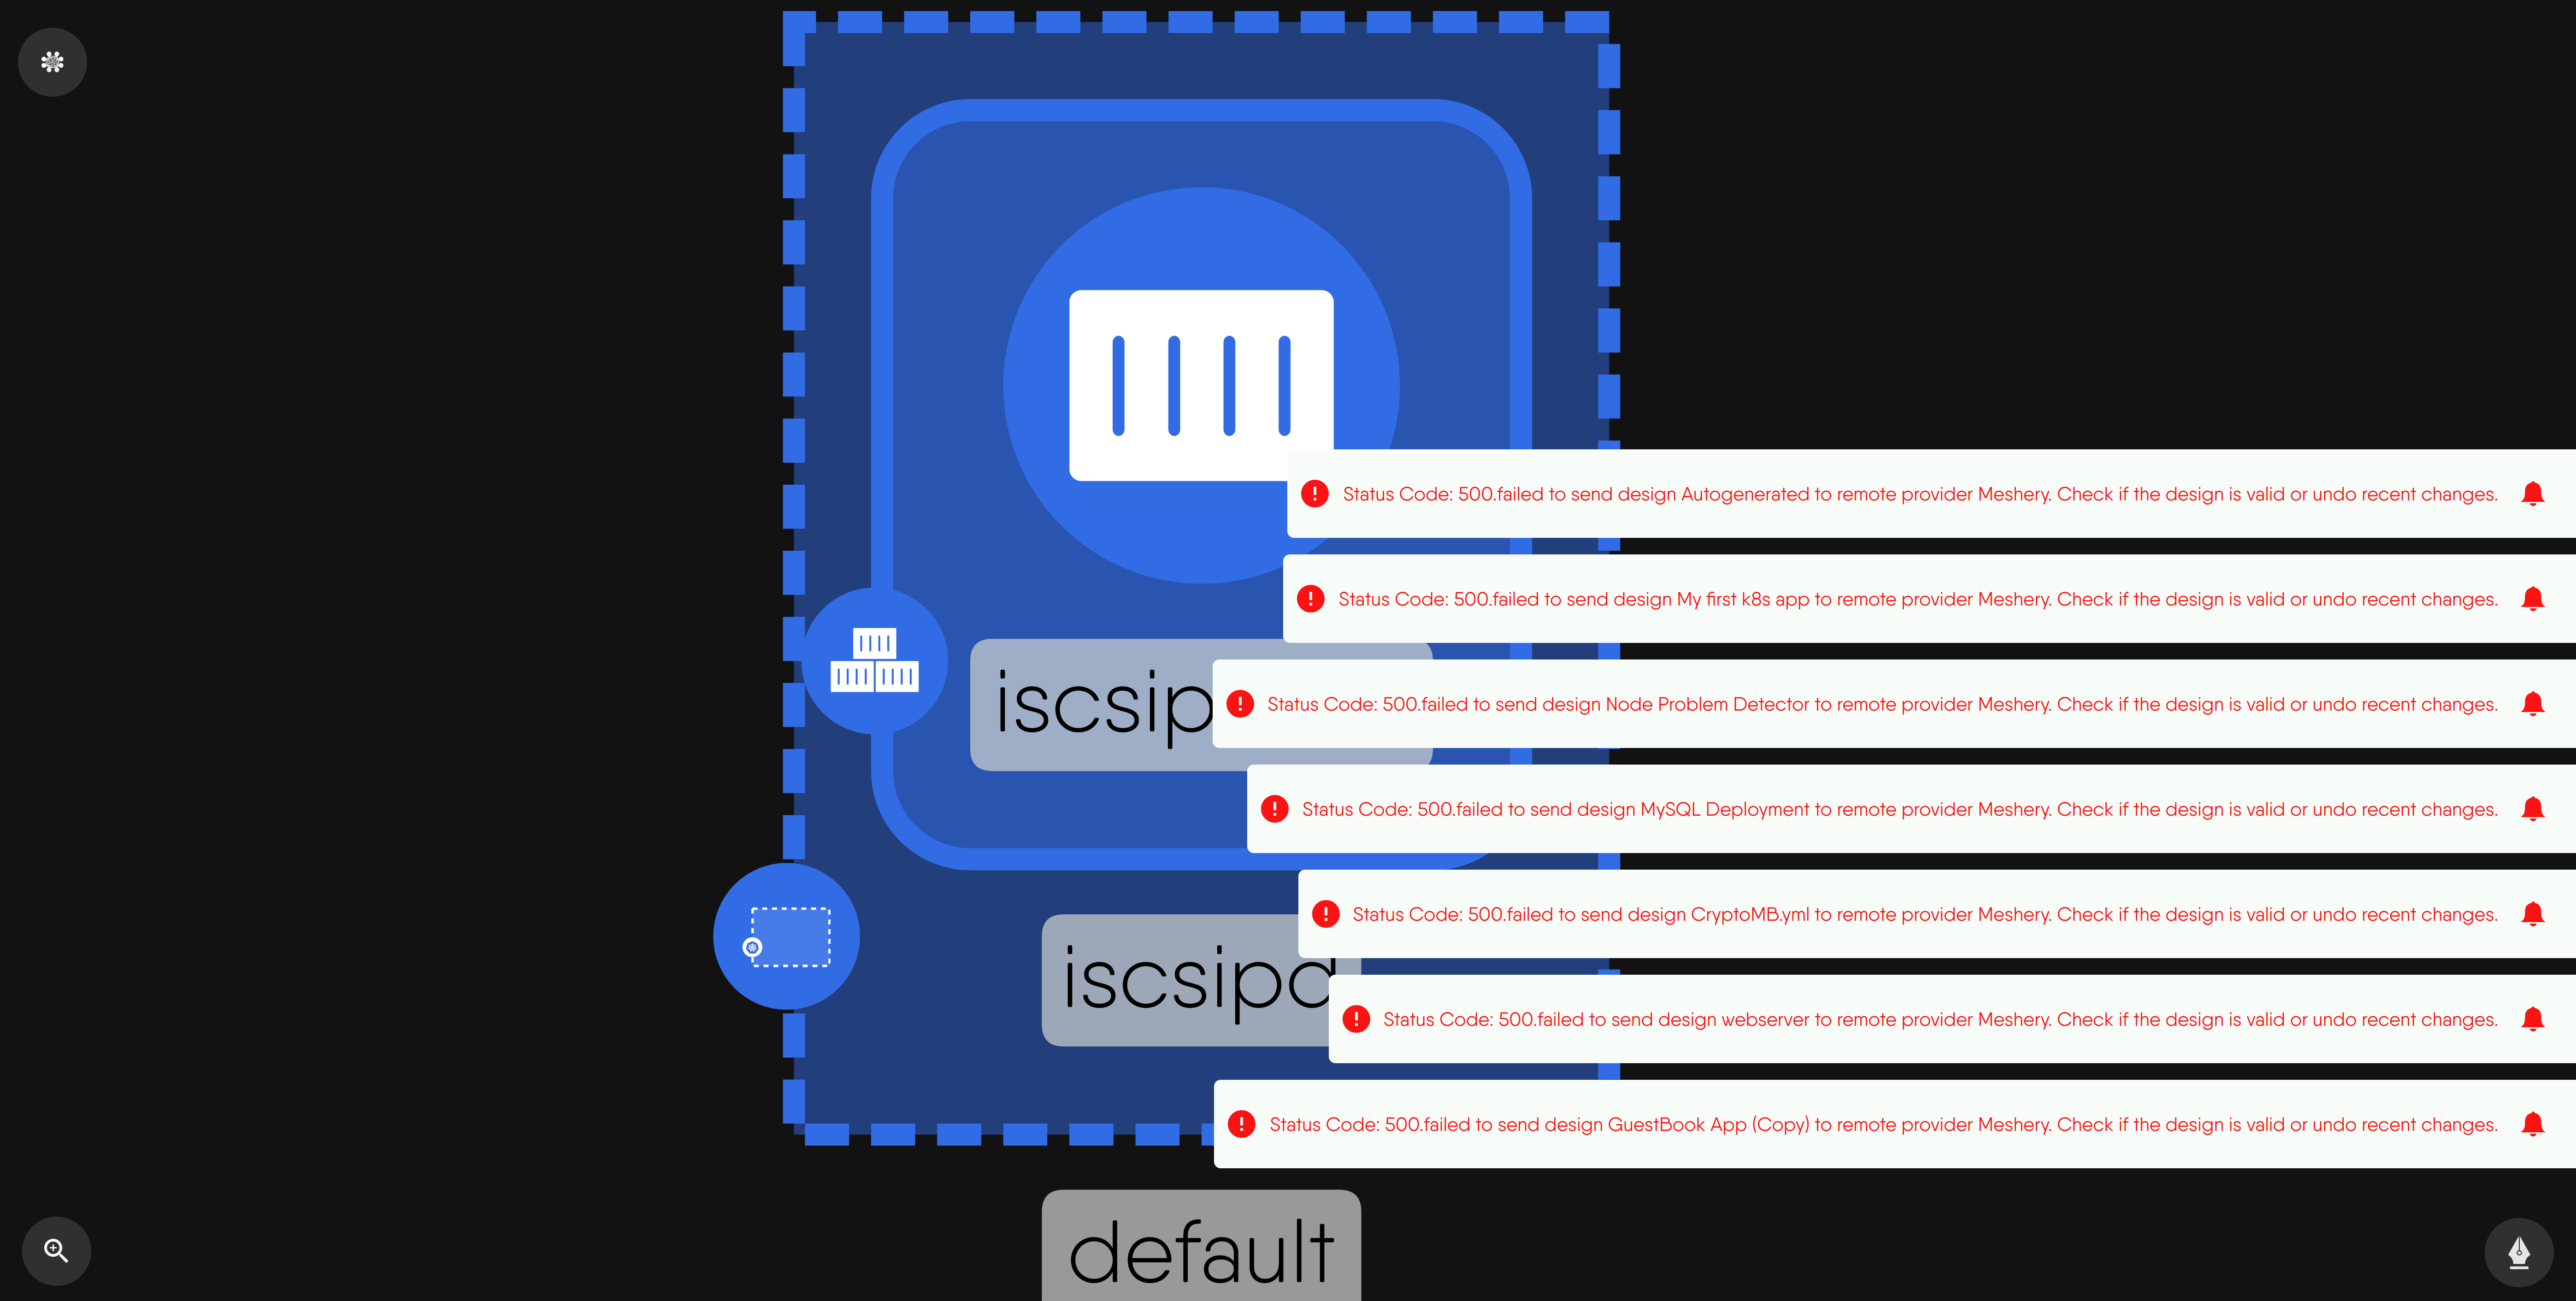 Status Code: 500.failed to send design Autogenerated to remote provider Meshery. Check if the design is valid or undo recent changes.
Status Code: 500.failed to send design My first k8s app to remote provider Meshery. Check if the design is valid or undo recent changes.
iscsip
Status Code: 500.failed to send design Node Problem Detector to remote provider Meshery. Check if the design is valid or undo recent changes.
Status Code: 500.failed to send design MySQL Deployment to remote provider Meshery. Check if the design is valid or undo recent changes.
Status Code: 500.failed to send design CryptoMB.yml to remote provider Meshery. Check if the design is valid or undo recent changes.
iscsipd
Status Code: 500.failed to send design webserver to remote provider Meshery. Check if the design is valid or undo recent changes.
Status Code: 500.failed to send design GuestBook App (Copy) to remote provider Meshery. Check if the design is valid or undo recent changes.
default